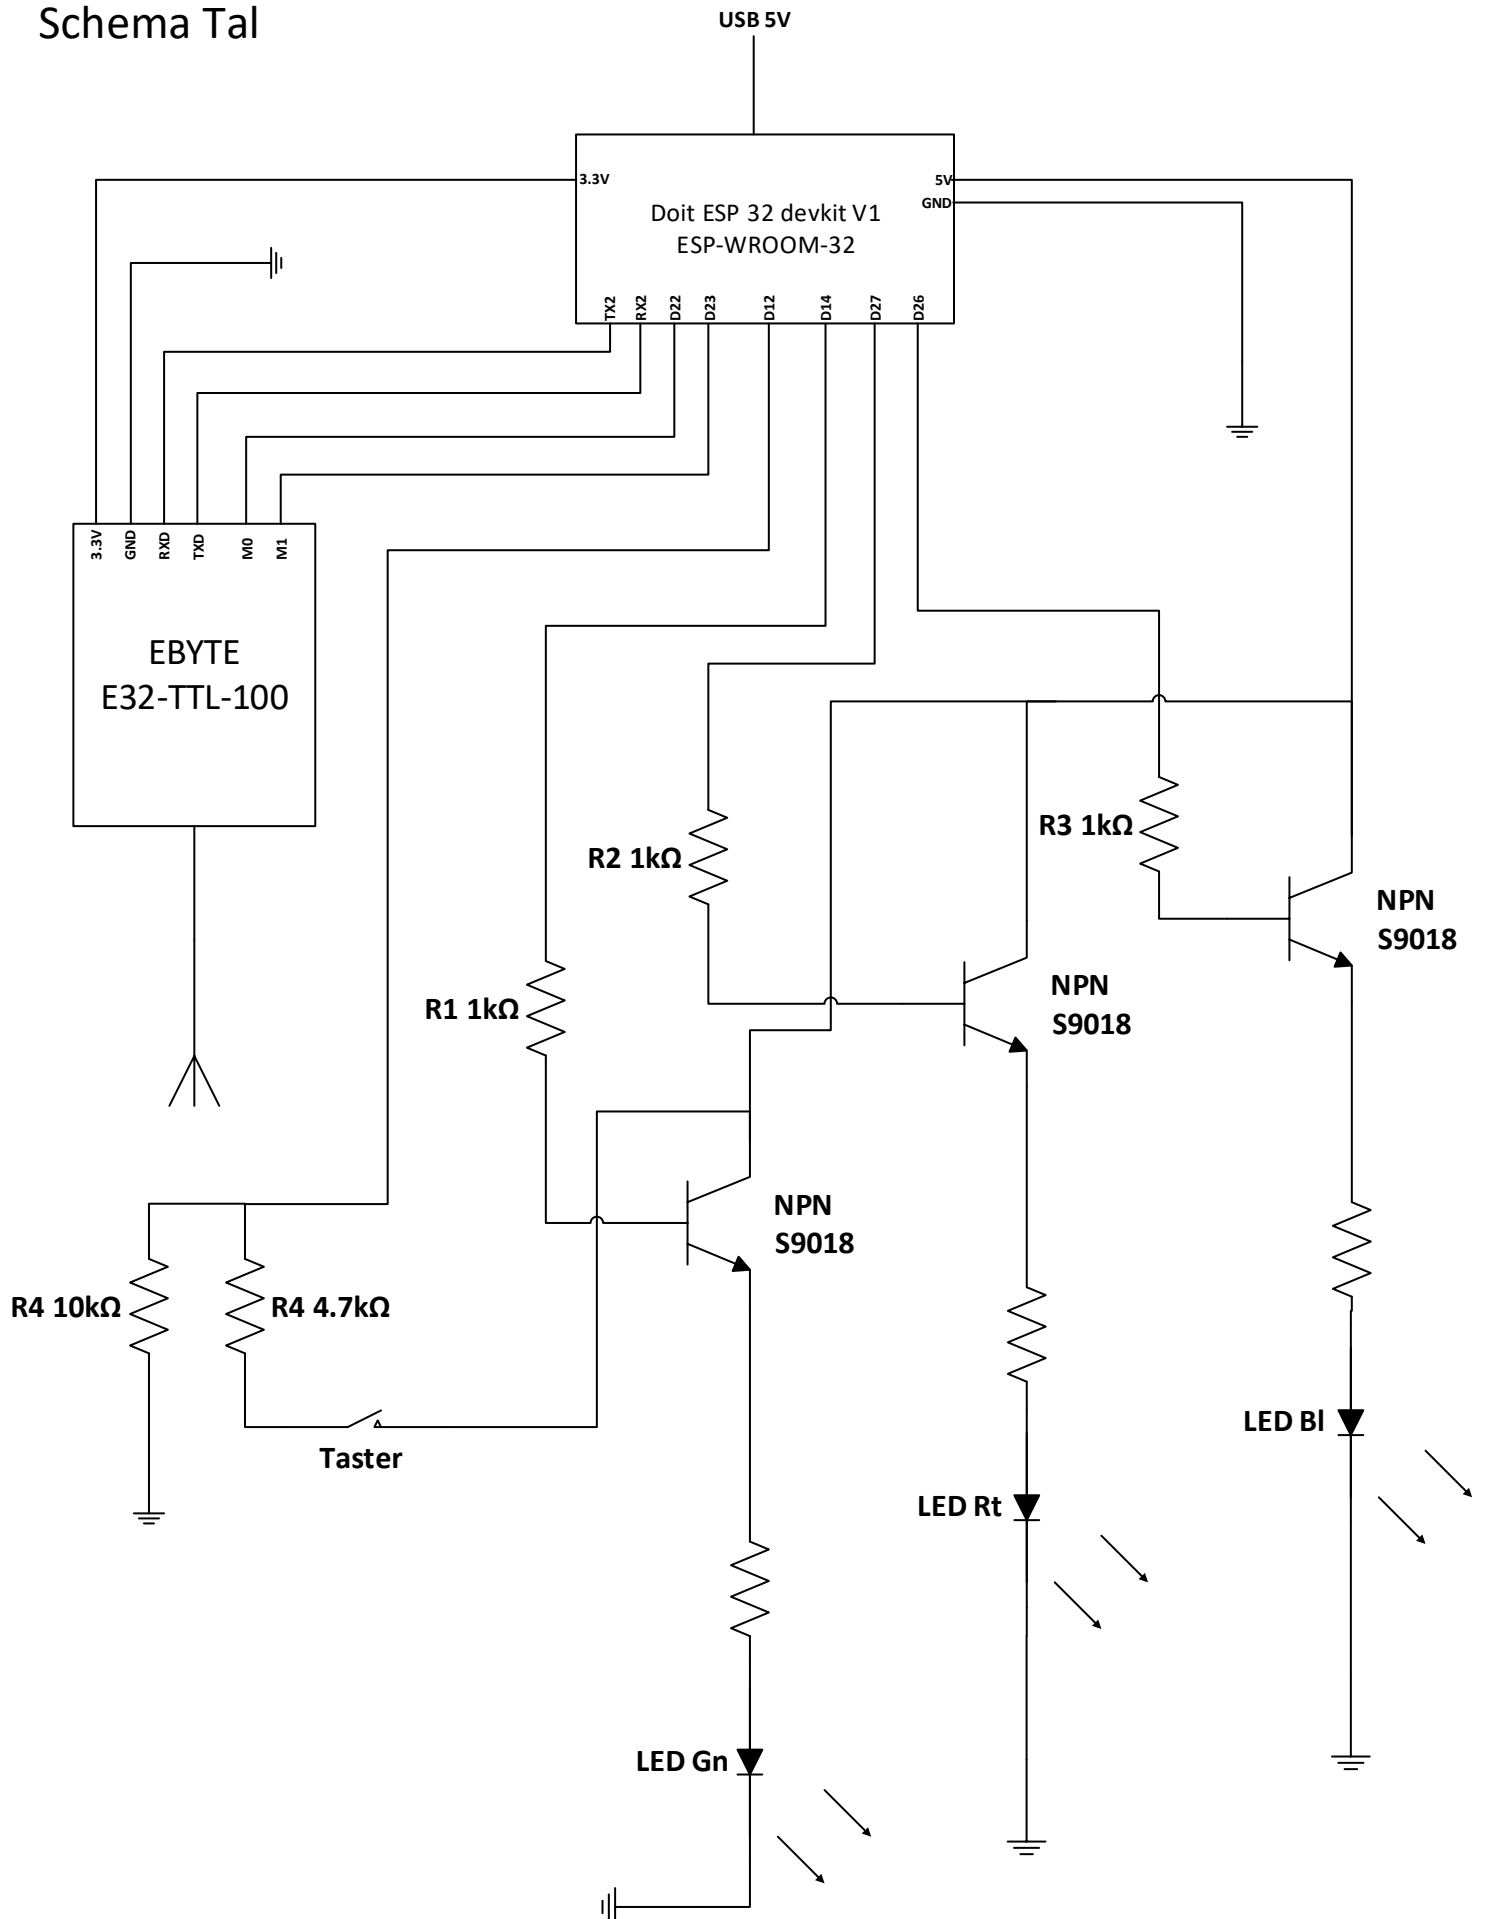 Schema Tal
USB 5V
3.3V
5V
GND
Doit ESP 32 devkit V1
ESP-WROOM-32
TX2
RX2
D22
D23
D12
D14
D27
D26
3.3V
GND
RXD
TXD
M0
M1
EBYTE
E32-TTL-100
R3 1kΩ
R2 1kΩ
NPN
S9018
R1 1kΩ
NPN
S9018
NPN
S9018
R4 10kΩ
R4 4.7kΩ
Taster
LED Bl
LED Rt
LED Gn